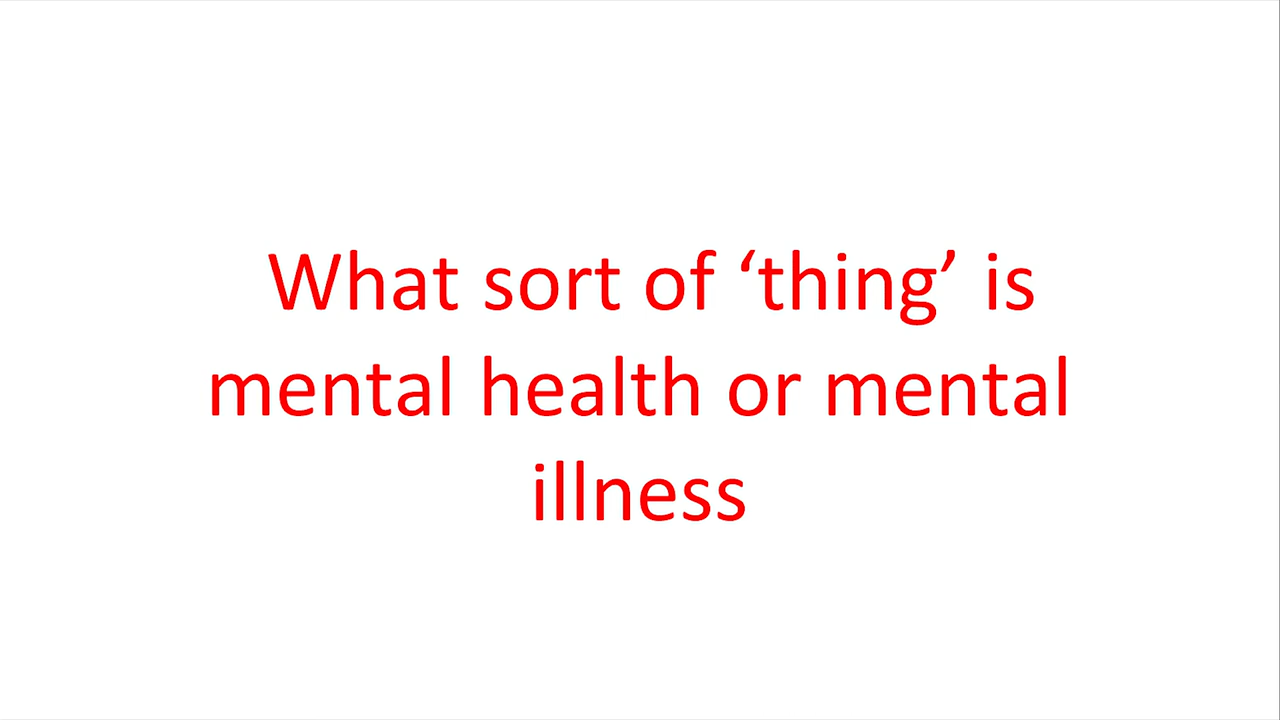 What sort of ‘thing’ is
mental health or mental
illness